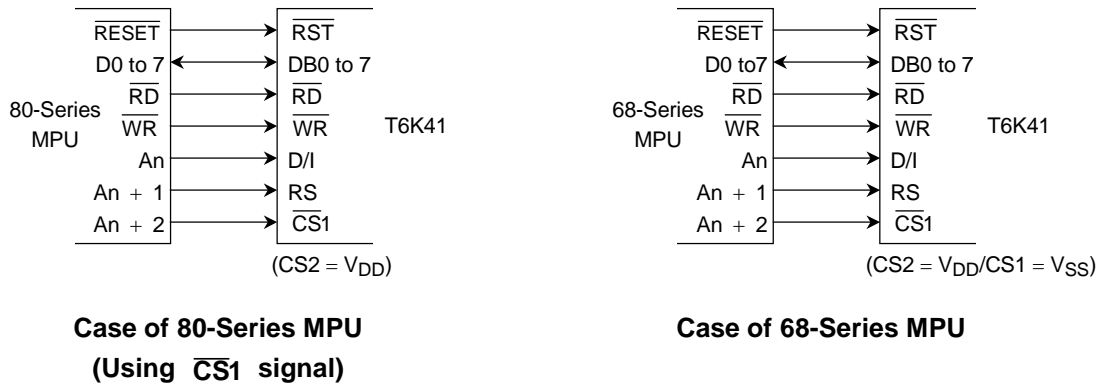 RESET
RST
D0 to 7
DB0 to 7
RD
RD
80-Series
MPU
WR
WR
T6K41
An
D/I
An + 1
RS
An + 2
CS1
(CS2 = VDD)
Case of 80-Series MPU
(Using CS1 signal)
RESET
RST
D0 to7
DB0 to 7
RD
RD
68-Series
MPU
WR
WR
T6K41
An
D/I
An + 1
RS
An + 2
CS1
(CS2 = VDD/CS1 = VSS)
Case of 68-Series MPU